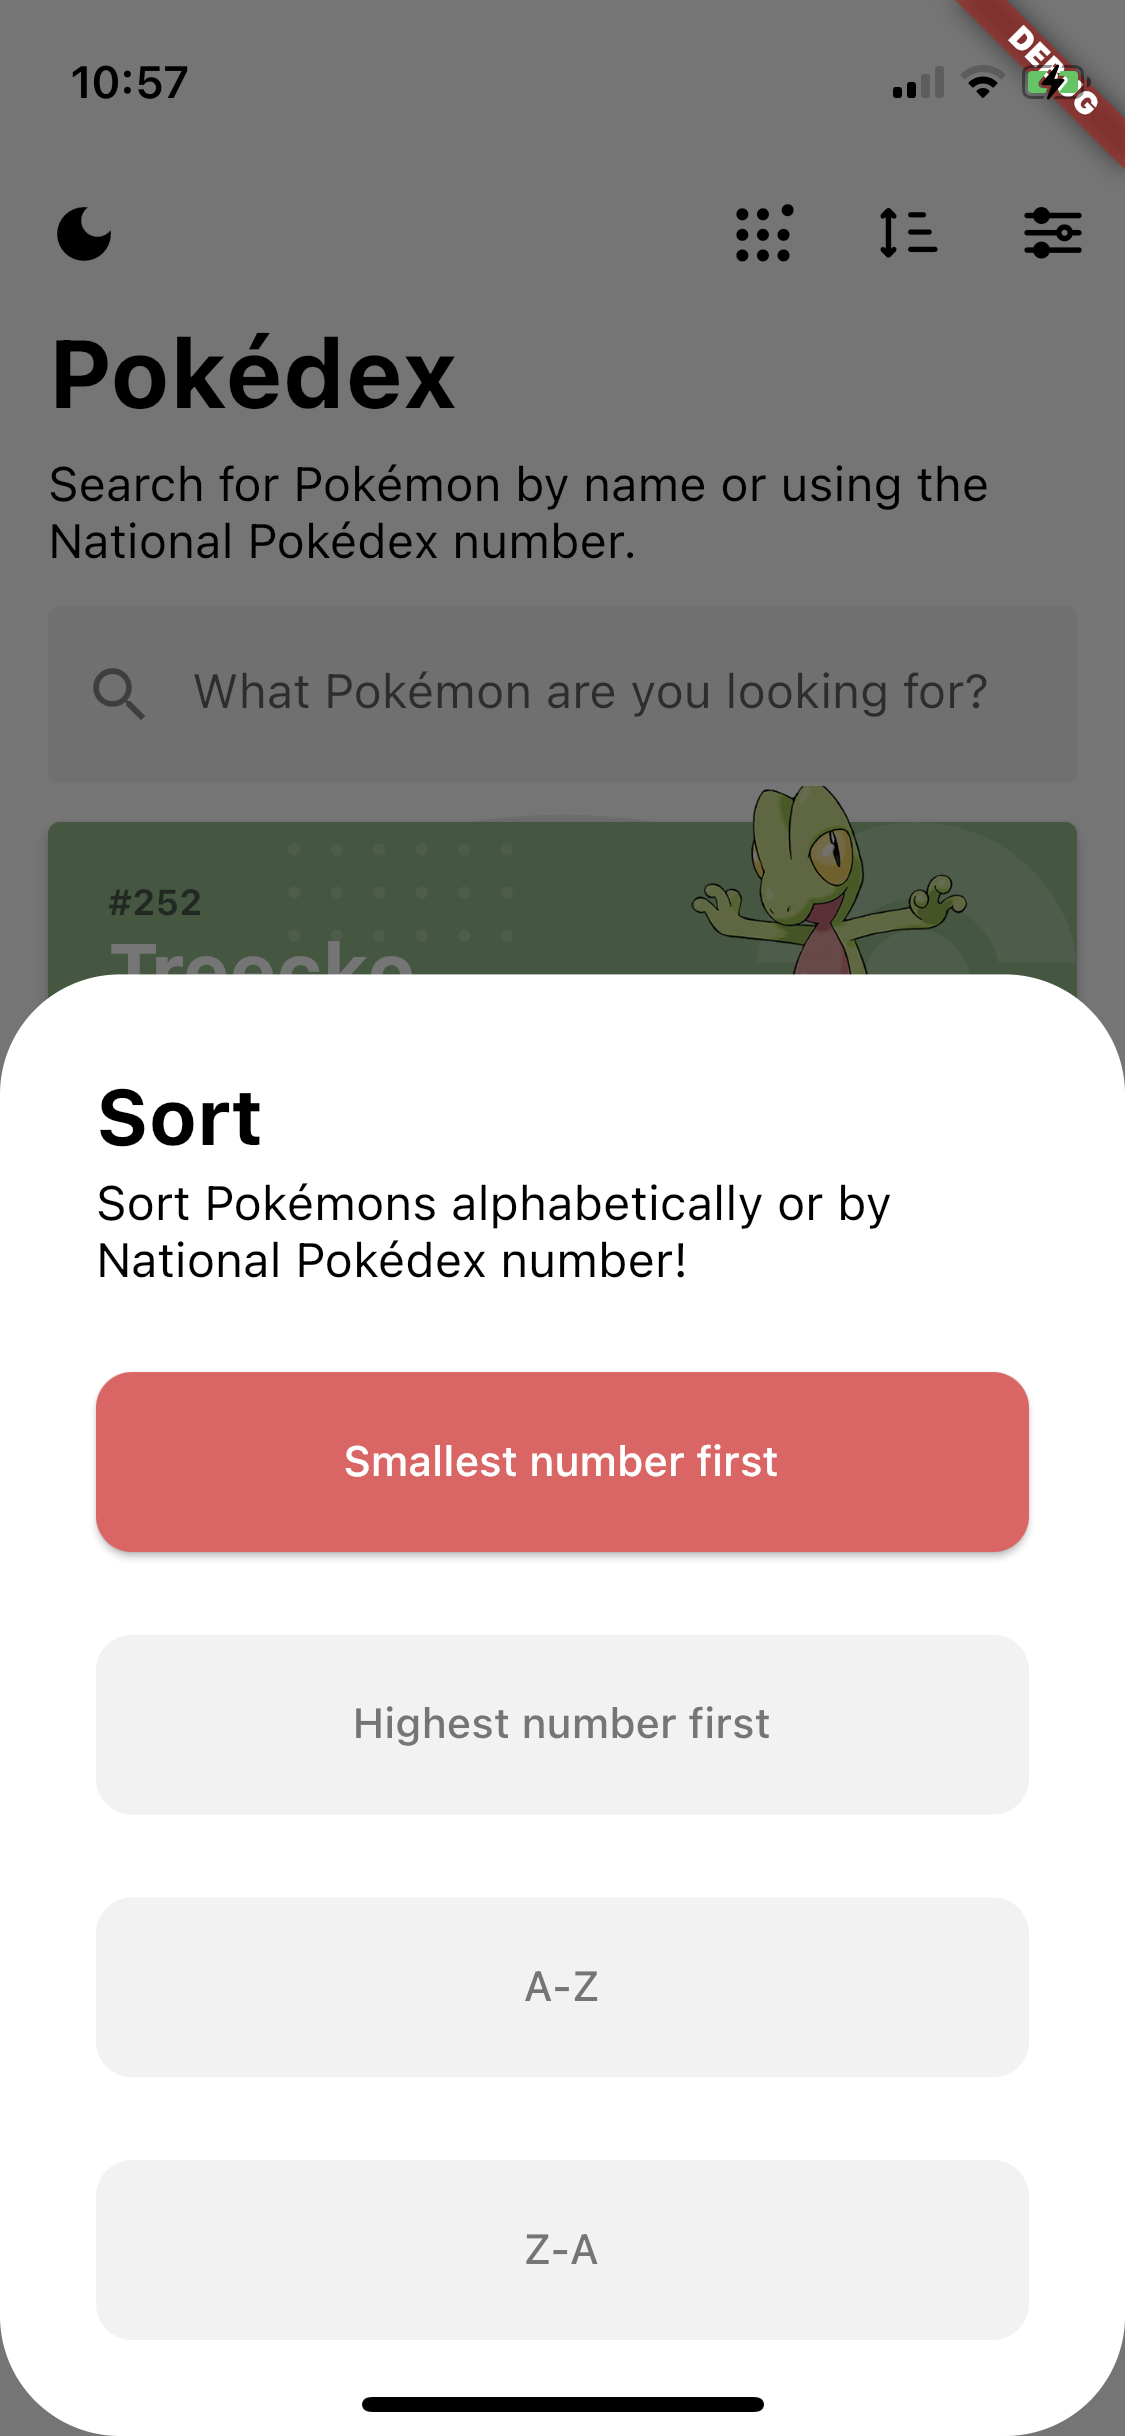 10:57
DEBUG
Pokédex
Search for Pokémon by name or using the
National Pokédex number.
What Pokémon are you looking for?
#252
Treecko
Sort
Sort Pokémons alphabetically or by
National Pokédex number!
Smallest number first
Highest number first
A-Z
Z-A